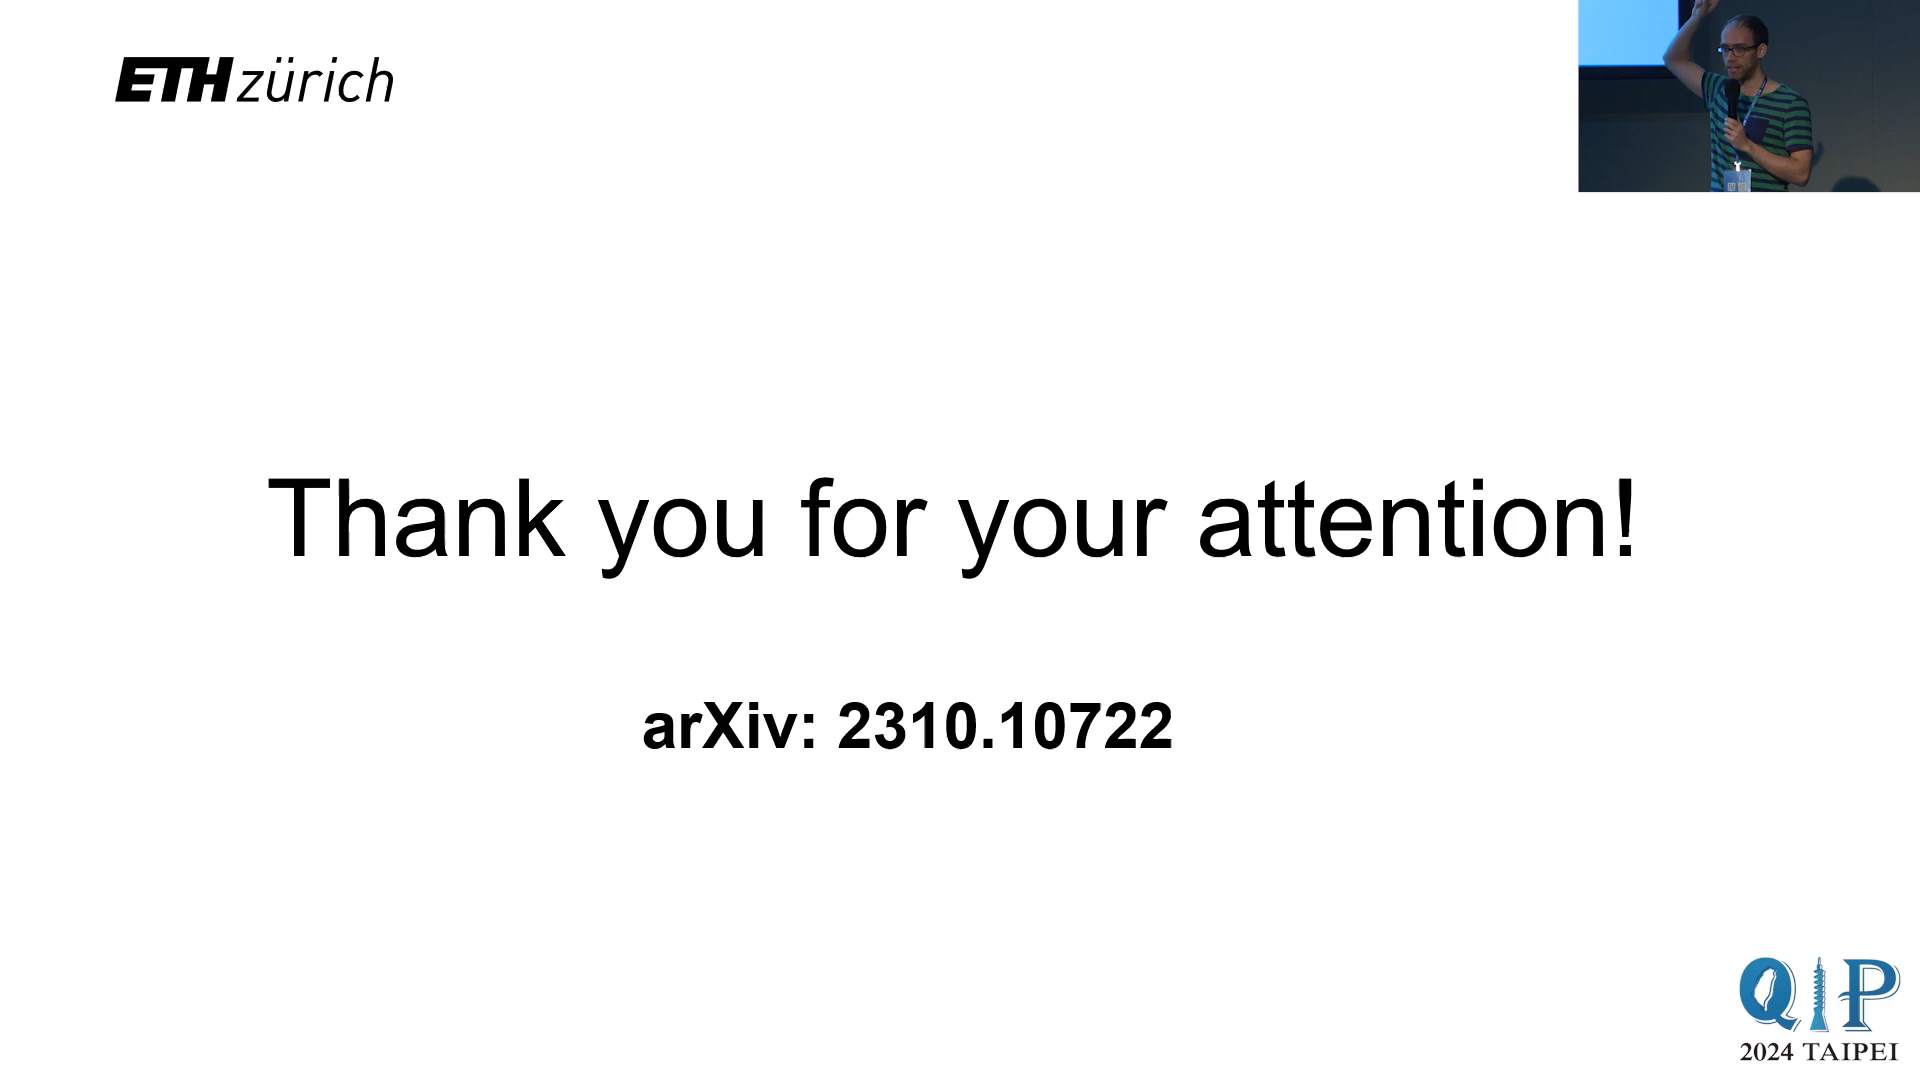 ETH zürich
Thank you for your attention!
arXiv: 2310.10722
QIP
2024 TAIPEI